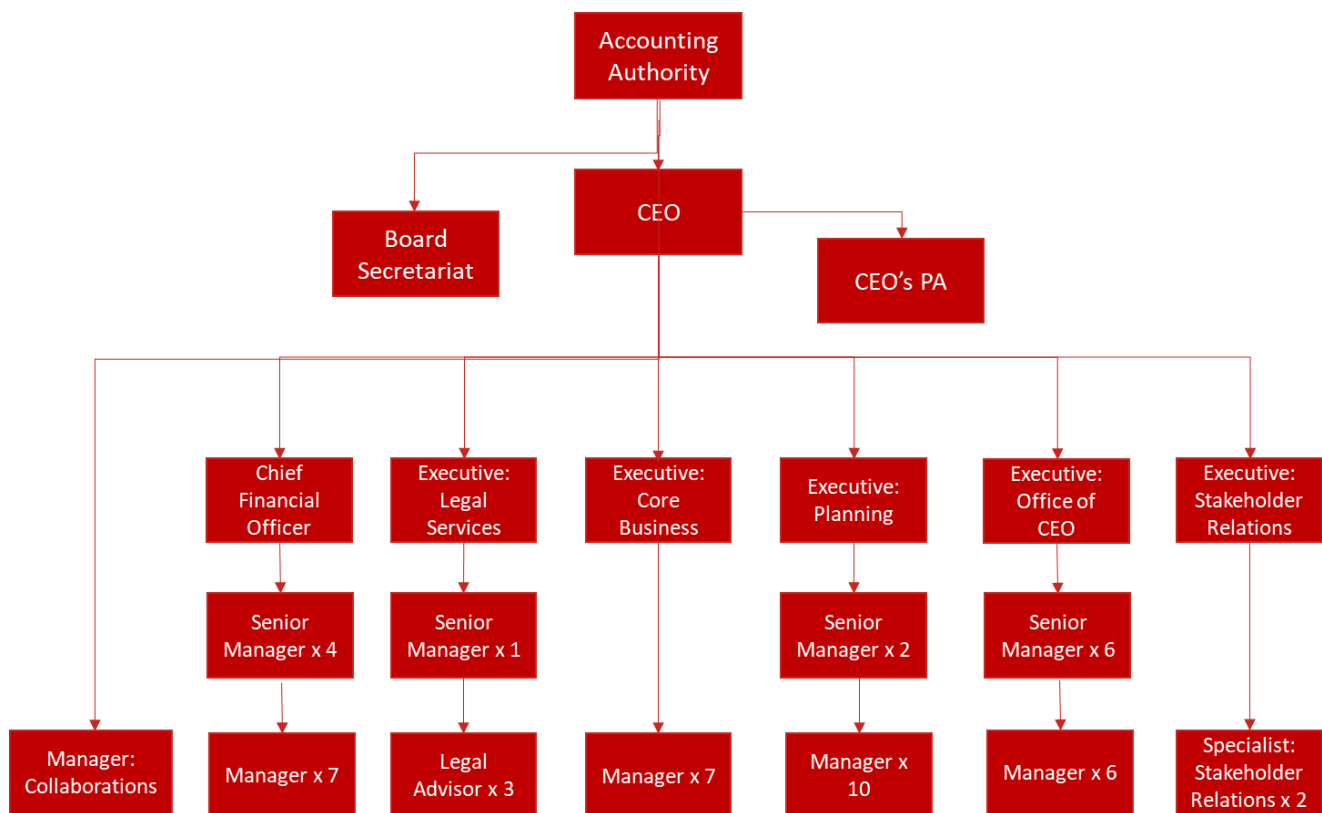 Accounting
Authority
CEO
Board
Secretariat
CEO’s PA
Chief
Financial
Officer
Executive:
Legal
Services
Executive:
Core
Business
Executive:
Planning
Executive:
Office of
CEO
Executive:
Stakeholder
Relations
Senior
Manager x 4
Senior
Manager x 1
Senior
Manager x 2
Senior
Manager x 6
Manager:
Collaborations
Manager x 7
Legal
Advisor x 3
Manager x 7
Manager x
10
Manager x 6
Specialist:
Stakeholder
Relations x 2